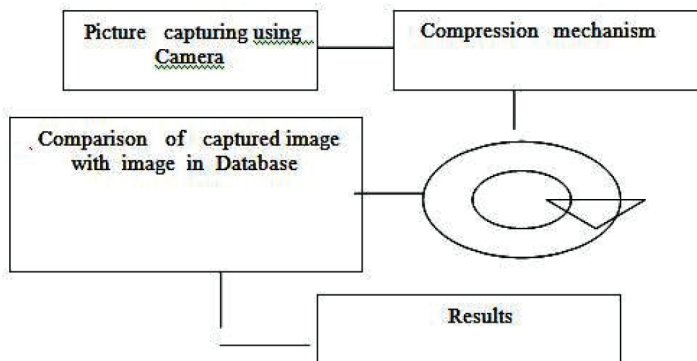 Picture capturing using
Camera
Compression mechanism
Comparison of captured image
with image in Database
Results